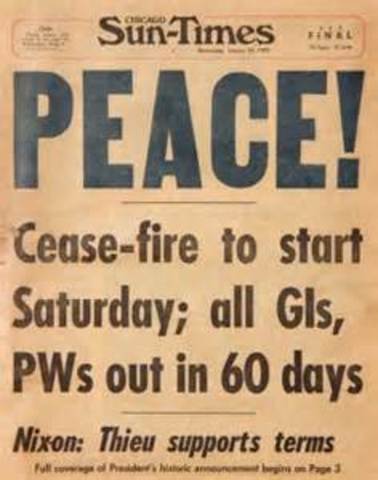 CHICAGO
Sun-Times
FINAL
PEACE!
Cease-fire to start
Saturday; all GIs,
PWs out in 60 days
Nixon: Thieu supports terms
Full coverage of President's historic announcement begins on Page 3